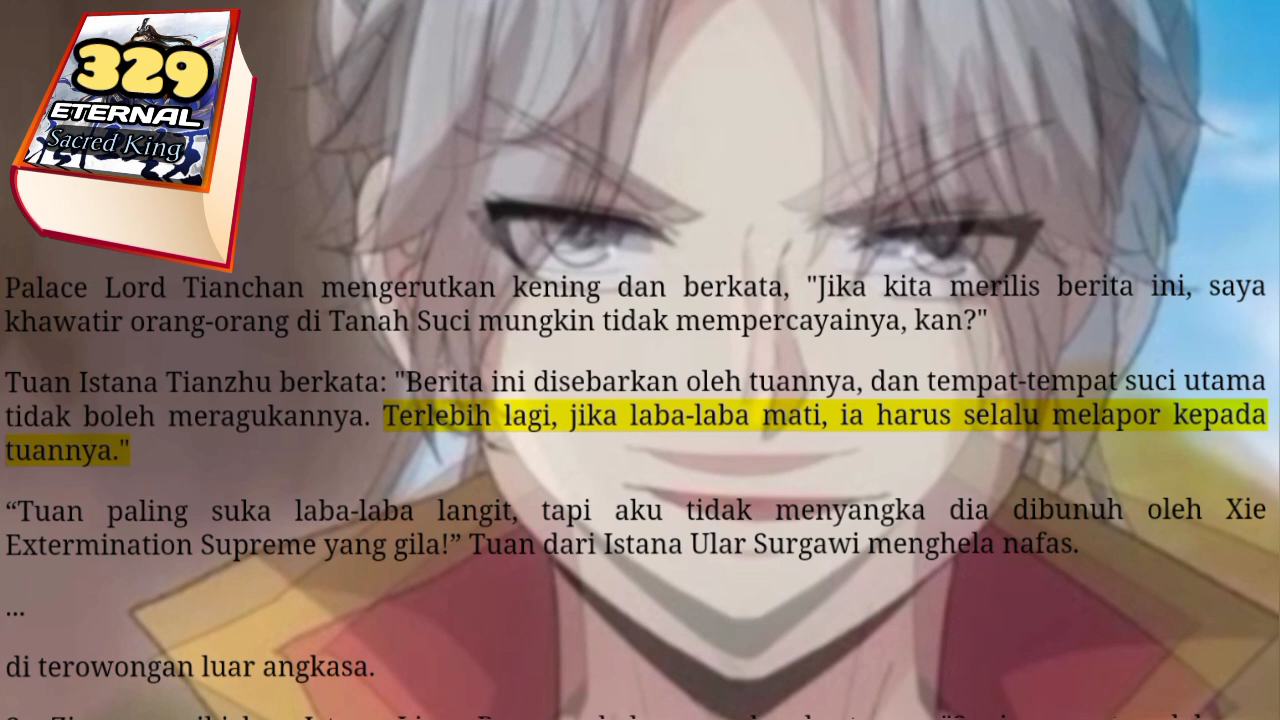 329
ETERNAL
Sacred King
Palace Lord Tianchan mengerutkan kening dan berkata, "Jika kita merilis berita ini, saya
khawatir orang-orang di Tanah Suci mungkin tidak mempercayainya, kan?"
Tuan Istana Tianzhu berkata: "Berita ini disebarkan oleh tuannya, dan tempat-tempat suci utama
tidak boleh meragukannya. Terlebih lagi, jika laba-laba mati, ia harus selalu melapor kepada
tuannya."
“Tuan paling suka laba-laba langit, tapi aku tidak menyangka dia dibunuh oleh Xie
Extermination Supreme yang gila!” Tuan dari Istana Ular Surgawi menghela nafas.
...
di terowongan luar angkasa.